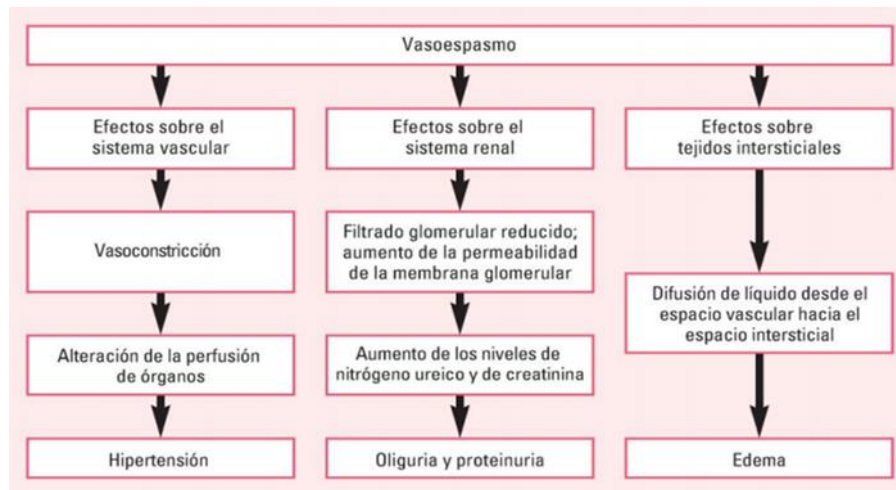 Vasoespasmo
Efectos sobre el
sistema vascular
Efectos sobre el
sistema renal
Efectos sobre
tejidos intersticiales
Vasoconstricción
Filtrado glomerular reducido;
aumento de la permeabilidad
de la membrana glomerular
Difusión de líquido desde el
espacio vascular hacia el
espacio intersticial
Alteración de la perfusión
de órganos
Aumento de los niveles de
nitrógeno ureico y de creatinina
Hipertensión
Oliguria y proteinuria
Edema